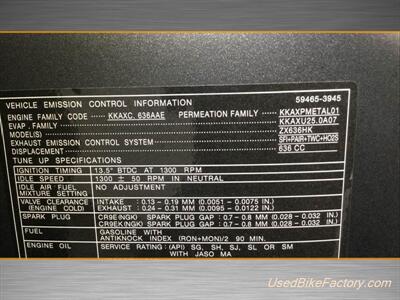 VEHICLE EMISSION CONTROL INFORMATION 59465-3945
ENGINE FAMILY CODE KKAXC. 636AAE PERMEATION FAMILY KKAXPMETAL01
EVAP. FAMILY KKAXU25.0A07
MODEL(S) ZX636HK
EXHAUST EMISSION CONTROL SYSTEM SFI+PAIR+TWC+HO2S
DISPLACEMENT 636 CC
TUNE UP SPECIFICATIONS
IGNITION TIMING 13.5° BTDC AT 1300 RPM
IDLE SPEED 1300 ± 50 RPM IN NEUTRAL
IDLE AIR FUEL MIXTURE SETTING NO ADJUSTMENT
VALVE CLEARANCE INTAKE : 0.13 - 0.19 MM (0.0051 - 0.0075 IN.)
(ENGINE COLD) EXHAUST : 0.24 - 0.31 MM (0.0095 - 0.0122 IN.)
SPARK PLUG CR9E(NGK) SPARK PLUG GAP : 0.7 - 0.8 MM (0.028 - 0.032 IN.)
CR9EK(NGK) SPARK PLUG GAP : 0.7 - 0.8 MM (0.028 - 0.032 IN.)
FUEL GASOLINE WITH
ANTIKNOCK INDEX (RON+MON)/2 90 MIN.
ENGINE OIL SERVICE RATING: (API) SG, SH, SJ, SL OR SM
WITH JASO MA
UsedBikeFactory.com